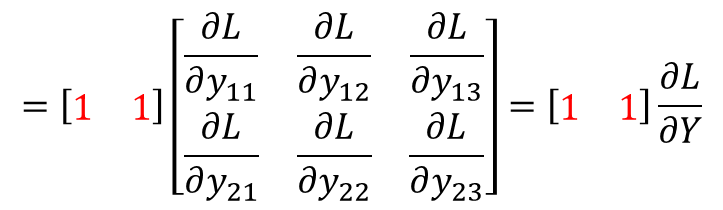 = [1 1] [∂L/∂y₁₁ ∂L/∂y₁₂ ∂L/∂y₁₃; ∂L/∂y₂₁ ∂L/∂y₂₂ ∂L/∂y₂₃] = [1 1] ∂L/∂Y